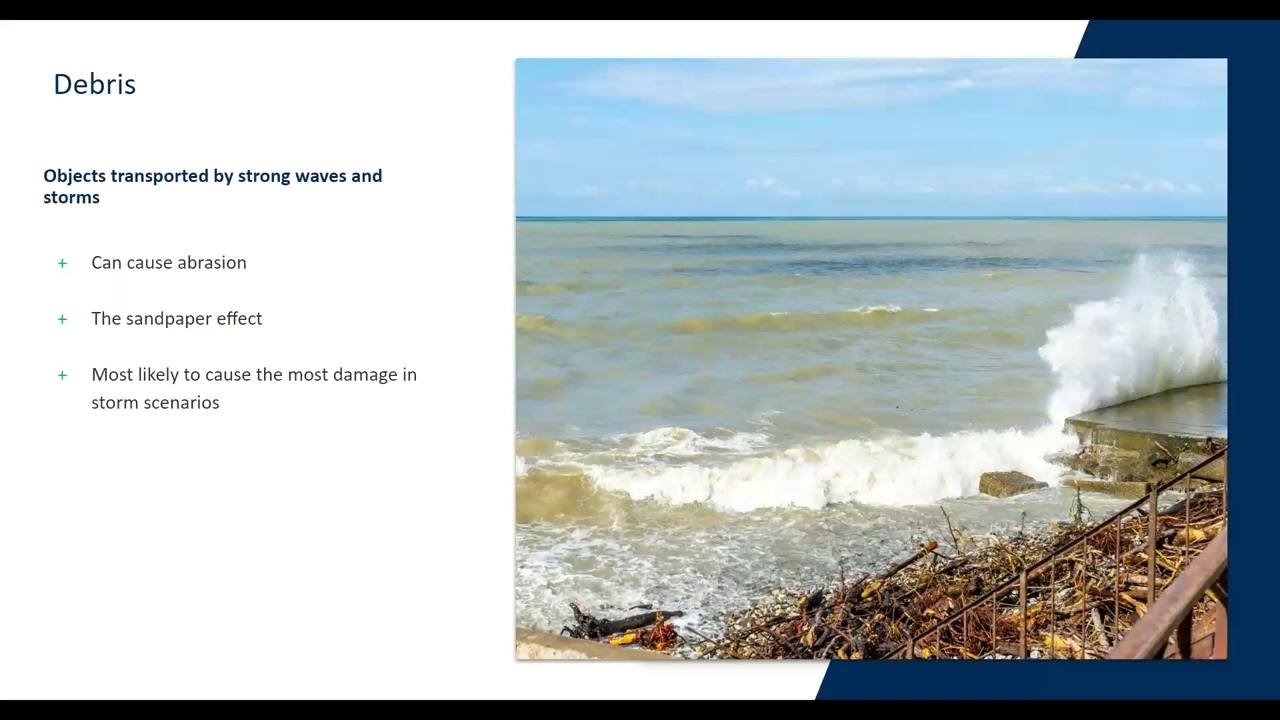 Debris
Objects transported by strong waves and
storms
+ Can cause abrasion
+ The sandpaper effect
+ Most likely to cause the most damage in
storm scenarios